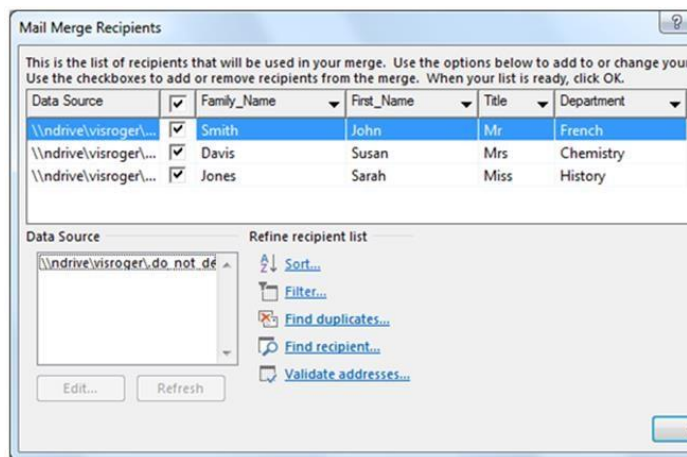 Mail Merge Recipients
This is the list of recipients that will be used in your merge. Use the options below to add to or change your
Use the checkboxes to add or remove recipients from the merge. When your list is ready, click OK.
Data Source Family_Name First_Name Title Department
\\ndrive\visroger\... Smith John Mr French
\\ndrive\visroger\... Davis Susan Mrs Chemistry
\\ndrive\visroger\... Jones Sarah Miss History
Data Source Refine recipient list
\\ndrive\visroger\.do_not_de
Sort...
Filter...
Find duplicates...
Find recipient...
Validate addresses...
Edit... Refresh